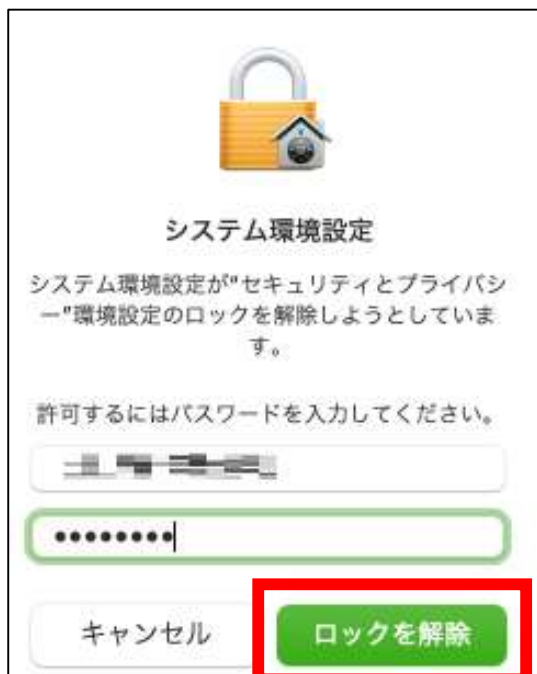 システム環境設定
システム環境設定が"セキュリティとプライバシ
ー"環境設定のロックを解除しようとしていま
す。
許可するにはパスワードを入力してください。
••••••••
キャンセル
ロックを解除